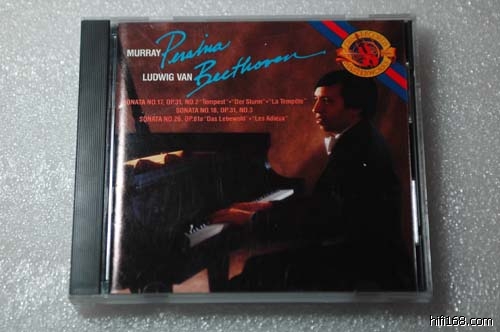 MURRAY Perahia
LUDWIG VAN Beethoven
SONATA NO.17, OP.31, NO.2 "Tempest" • "Der Sturm" • "La Tempête"
SONATA NO.18, OP.31, NO.3
SONATA NO.26, OP.81a "Das Lebewohl" • "Les Adieux"
hifi168.com